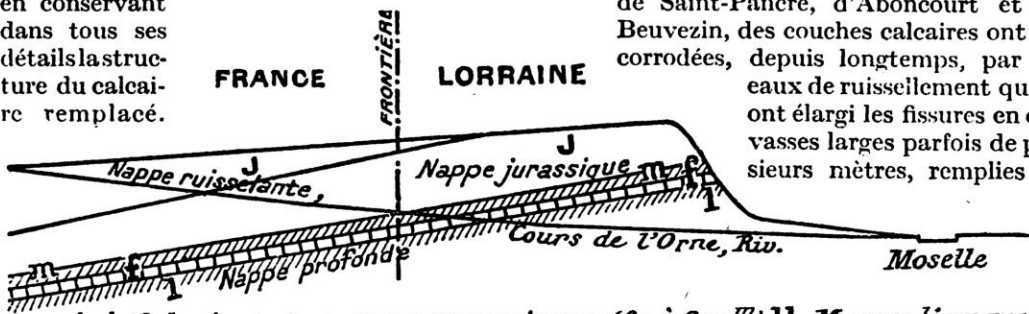 en conservant
dans tous ses
détails la struc-
ture du calcai-
re remplacé.
de Saint-Pancré, d'Aboncourt et
Beuvezin, des couches calcaires ont
corrodées, depuis longtemps, par
eaux de ruissellement qu
ont élargi les fissures en
vasses larges parfois de p
sieurs mètres, remplies
FRANCE
FRONTIÈRE
LORRAINE
J
J
Nappe ruisselante,
Nappe jurassique
m f l
m f l
Nappe profonde
Cours de l'Orne, Riv.
Moselle